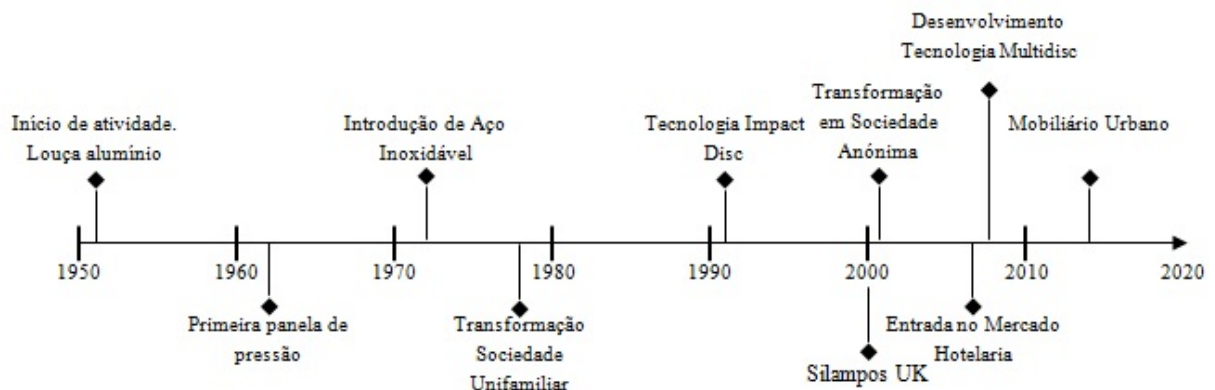 Desenvolvimento
Tecnologia Multidisc
Início de atividade.
Louça alumínio
Introdução de Aço
Inoxidável
Tecnologia Impact
Disc
Transformação
em Sociedade
Anónima
Mobiliário Urbano
1950
1960
1970
1980
1990
2000
2010
2020
Primeira panela de
pressão
Transformação
Sociedade
Unifamiliar
Silampos UK
Entrada no Mercado
Hotelaria